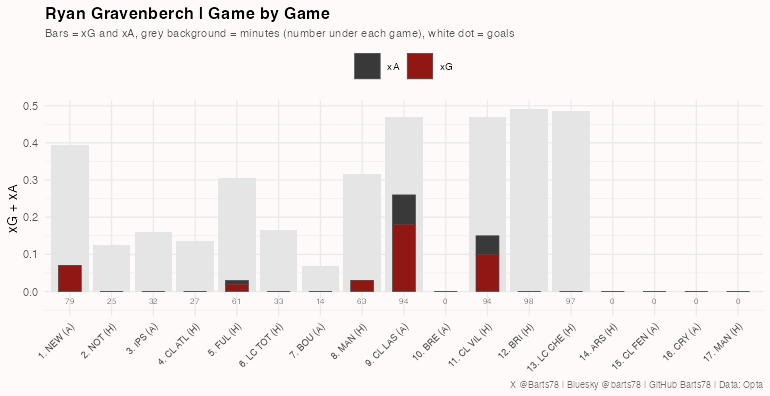 Ryan Gravenberch | Game by Game
Bars = xG and xA, grey background = minutes (number under each game), white dot = goals
xA xG
xG + xA
0.5
0.4
0.3
0.2
0.1
0.0
79 25 32 27 61 33 14 63 94 0 94 98 97 0 0 0 0
1. NEW (A)
2. NOT (H)
3. IPS (A)
4. CL ATL (H)
5. FUL (H)
6. LC TOT (H)
7. BOU (A)
8. MAN (H)
9. CL LAS (A)
10. BRE (A)
11. CL VIL (H)
12. BRI (H)
13. LC CHE (H)
14. ARS (H)
15. CL FEN (A)
16. CRY (A)
17. MAN (H)
X @Barts78 | Bluesky @barts78 | GitHub Barts78 | Data: Opta